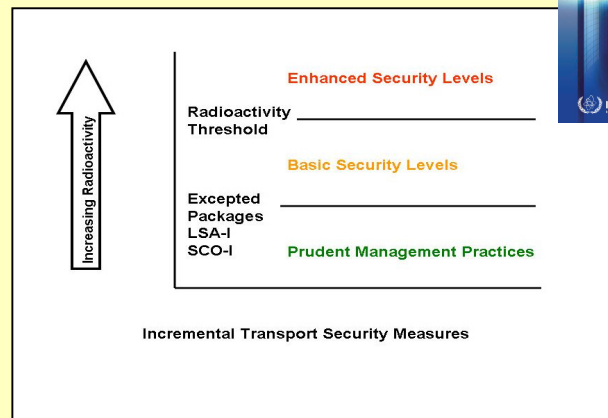 Increasing Radioactivity
Enhanced Security Levels
Radioactivity
Threshold
Basic Security Levels
Excepted
Packages
LSA-I
SCO-I
Prudent Management Practices
Incremental Transport Security Measures